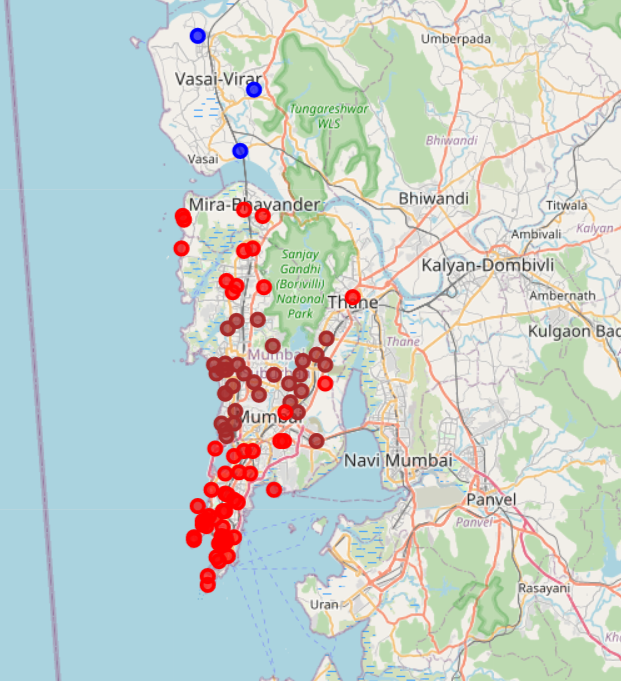 Umberpada
Vasai-Virar
Tungareshwar
WLS
Bhiwandi
Vasai
Mira-Bhayander
Bhiwandi
Titwala
Kalyan
Ambivali
Sanjay
Gandhi
(Borivili)
National
Park
Kalyan-Dombivli
Thane
Ambernath
Kulgaon Bad
Thane
Mumbai
Navi Mumbai
Panvel
Panvel
Rasayani
Uran